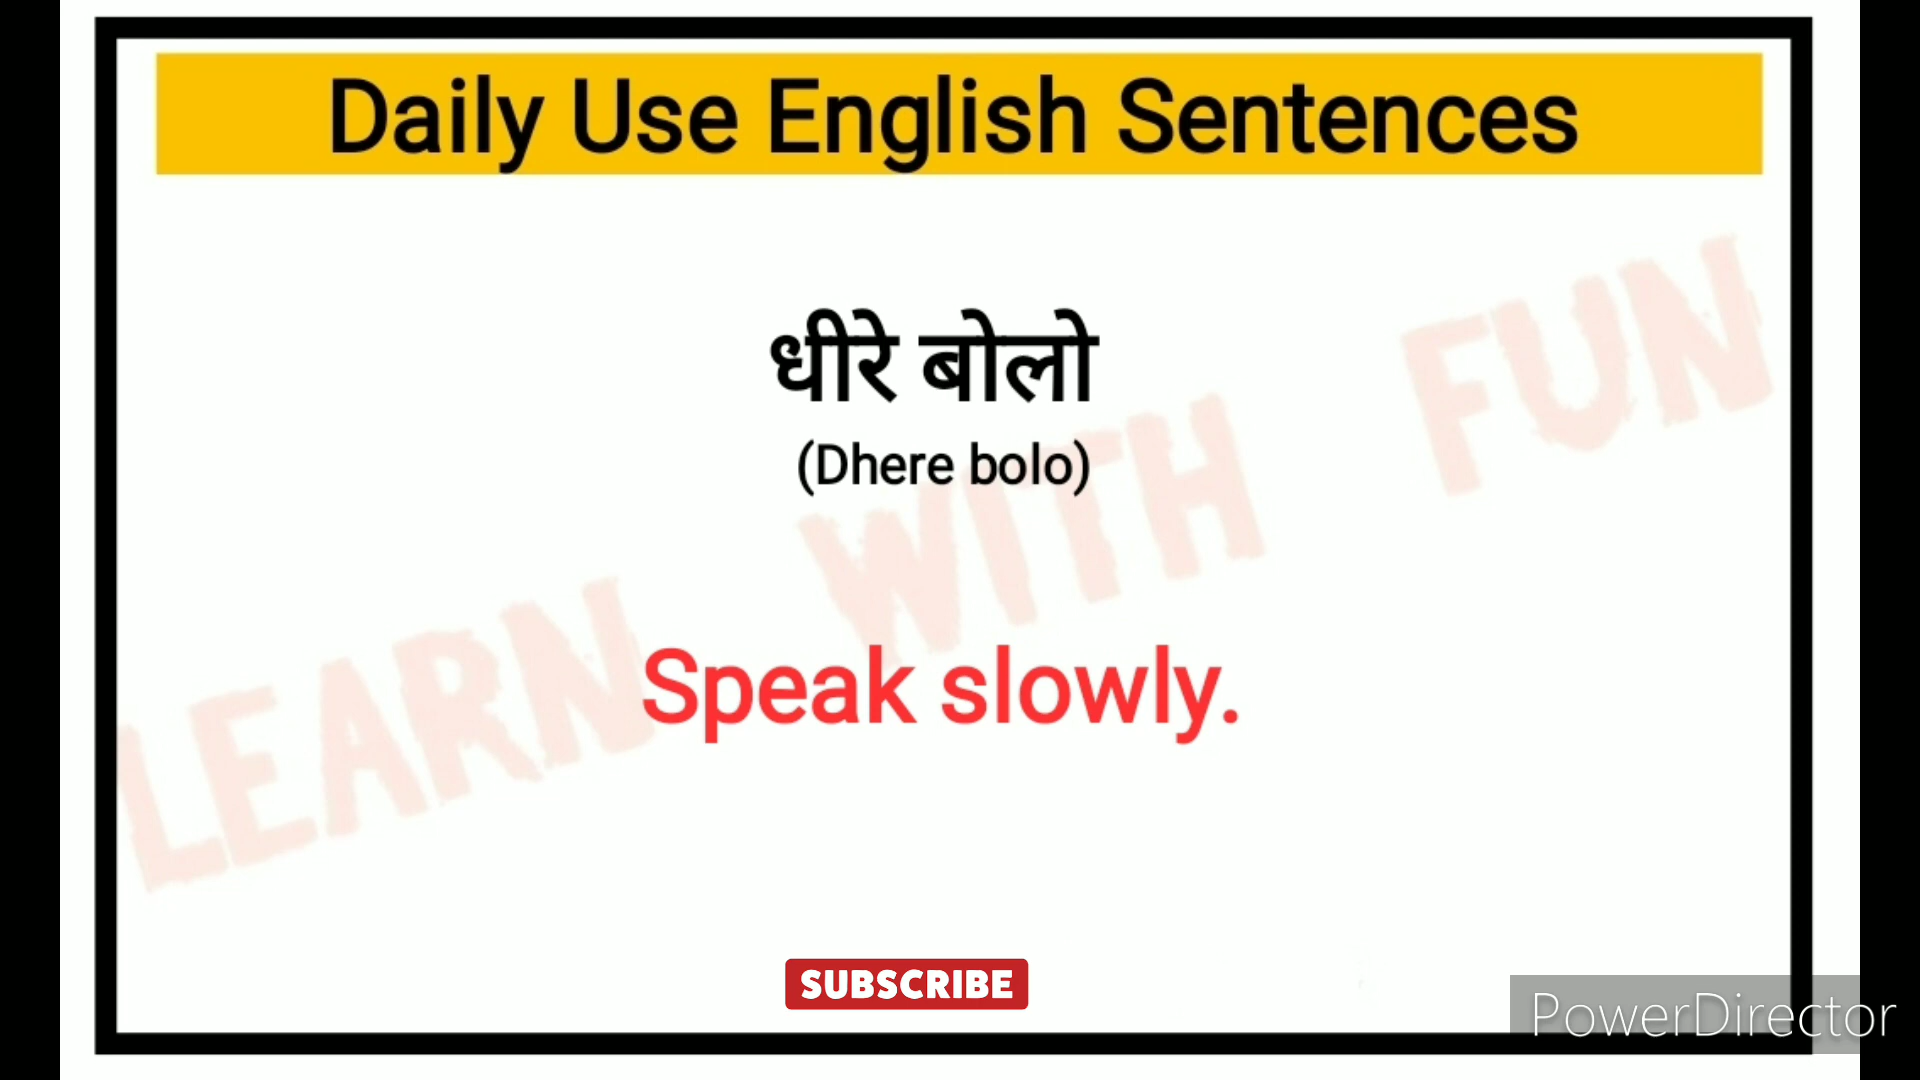 Daily Use English Sentences
धीरे बोलो
(Dhere bolo)
LEARN WITH FUN
Speak slowly.
SUBSCRIBE
PowerDirector